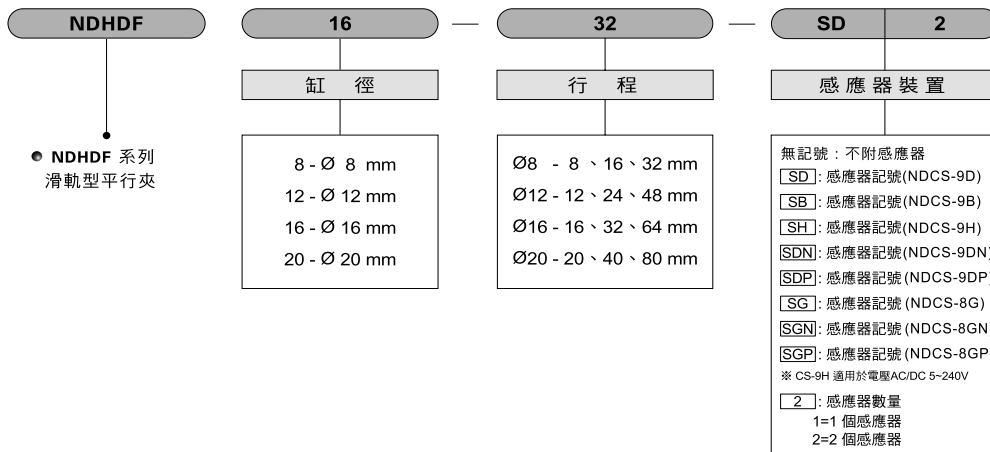 NDHDF 16 — 32 — SD 2
● NDHDF 系列
滑軌型平行夾
缸 徑
8 - Ø 8 mm
12 - Ø 12 mm
16 - Ø 16 mm
20 - Ø 20 mm
行 程
Ø8 - 8、16、32 mm
Ø12 - 12、24、48 mm
Ø16 - 16、32、64 mm
Ø20 - 20、40、80 mm
感應器裝置
無記號：不附感應器
SD : 感應器記號(NDCS-9D)
SB : 感應器記號(NDCS-9B)
SH : 感應器記號(NDCS-9H)
SDN : 感應器記號(NDCS-9DN)
SDP : 感應器記號(NDCS-9DP)
SG : 感應器記號(NDCS-8G)
SGN : 感應器記號(NDCS-8GN
SGP : 感應器記號(NDCS-8GP
※ CS-9H 適用於電壓AC/DC 5~240V
2 : 感應器數量
1=1 個感應器
2=2 個感應器